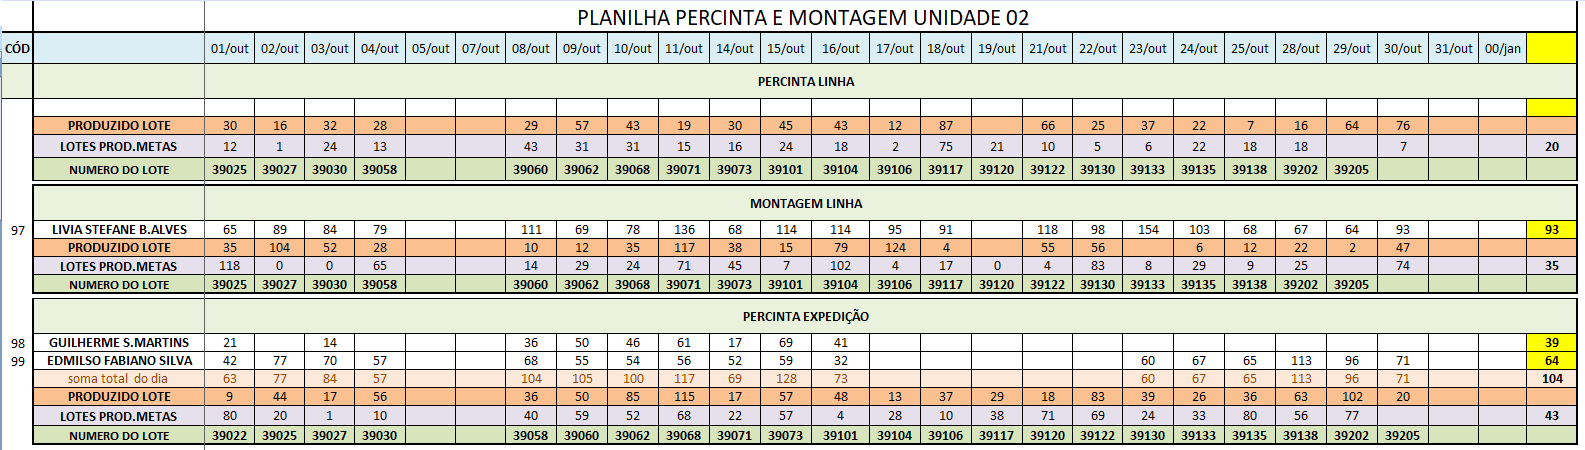 PLANILHA PERCINTA E MONTAGEM UNIDADE 02
CÓD 01/out 02/out 03/out 04/out 05/out 07/out 08/out 09/out 10/out 11/out 14/out 15/out 16/out 17/out 18/out 19/out 21/out 22/out 23/out 24/out 25/out 28/out 29/out 30/out 31/out 00/jan
PERCINTA LINHA
PRODUZIDO LOTE 30 16 32 28 29 57 43 19 30 45 43 12 87 66 25 37 22 7 16 64 76
LOTES PROD.METAS 12 1 24 13 43 31 31 15 16 24 18 2 75 21 10 5 6 22 18 18 7 20
NUMERO DO LOTE 39025 39027 39030 39058 39060 39062 39068 39071 39073 39101 39104 39106 39117 39120 39122 39130 39133 39135 39138 39202 39205
MONTAGEM LINHA
97 LIVIA STEFANE B.ALVES 65 89 84 79 111 69 78 136 68 114 114 95 91 118 98 154 103 68 67 64 93 93
PRODUZIDO LOTE 35 104 52 28 10 12 35 117 38 15 79 124 4 55 56 6 12 22 2 47
LOTES PROD.METAS 118 0 0 65 14 29 24 71 45 7 102 4 17 0 4 83 8 29 9 25 74 35
NUMERO DO LOTE 39025 39027 39030 39058 39060 39062 39068 39071 39073 39101 39104 39106 39117 39120 39122 39130 39133 39135 39138 39202 39205
PERCINTA EXPEDIÇÃO
98 GUILHERME S.MARTINS 21 14 36 50 46 61 17 69 41 39
99 EDMILSO FABIANO SILVA 42 77 70 57 68 55 54 56 52 59 32 60 67 65 113 96 71 64
soma total do dia 63 77 84 57 104 105 100 117 69 128 73 60 67 65 113 96 71 104
PRODUZIDO LOTE 9 44 17 56 36 50 85 115 17 57 48 13 37 29 18 83 39 26 36 63 102 20
LOTES PROD.METAS 80 20 1 10 40 59 52 68 22 57 4 28 10 38 71 69 24 33 80 56 77 43
NUMERO DO LOTE 39022 39025 39027 39030 39058 39060 39062 39068 39071 39073 39101 39104 39106 39117 39120 39122 39130 39133 39135 39138 39202 39205